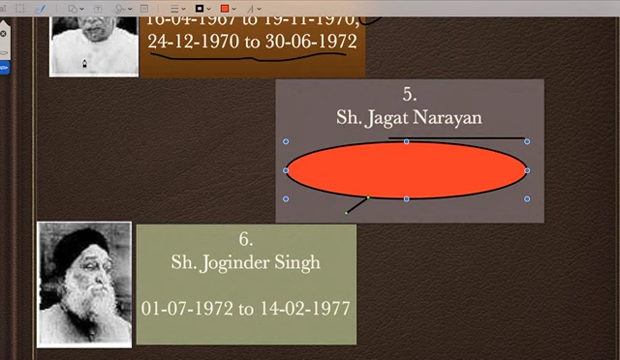 16-04-1967 to 19-11-1970,
24-12-1970 to 30-06-1972
5.
Sh. Jagat Narayan
6.
Sh. Joginder Singh
01-07-1972 to 14-02-1977